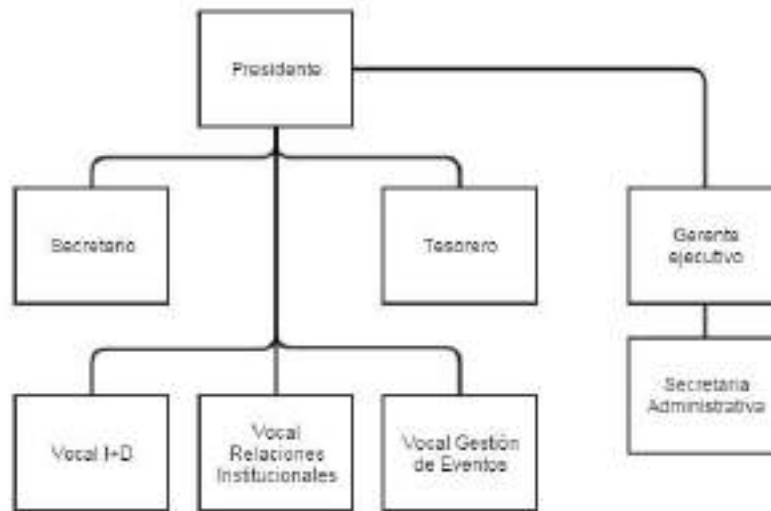 Presidente
Secretario
Tesorero
Gerente
ejecutivo
Secretaria
Administrativa
Vocal I+D
Vocal
Relaciones
Institucionales
Vocal Gestión
de Eventos